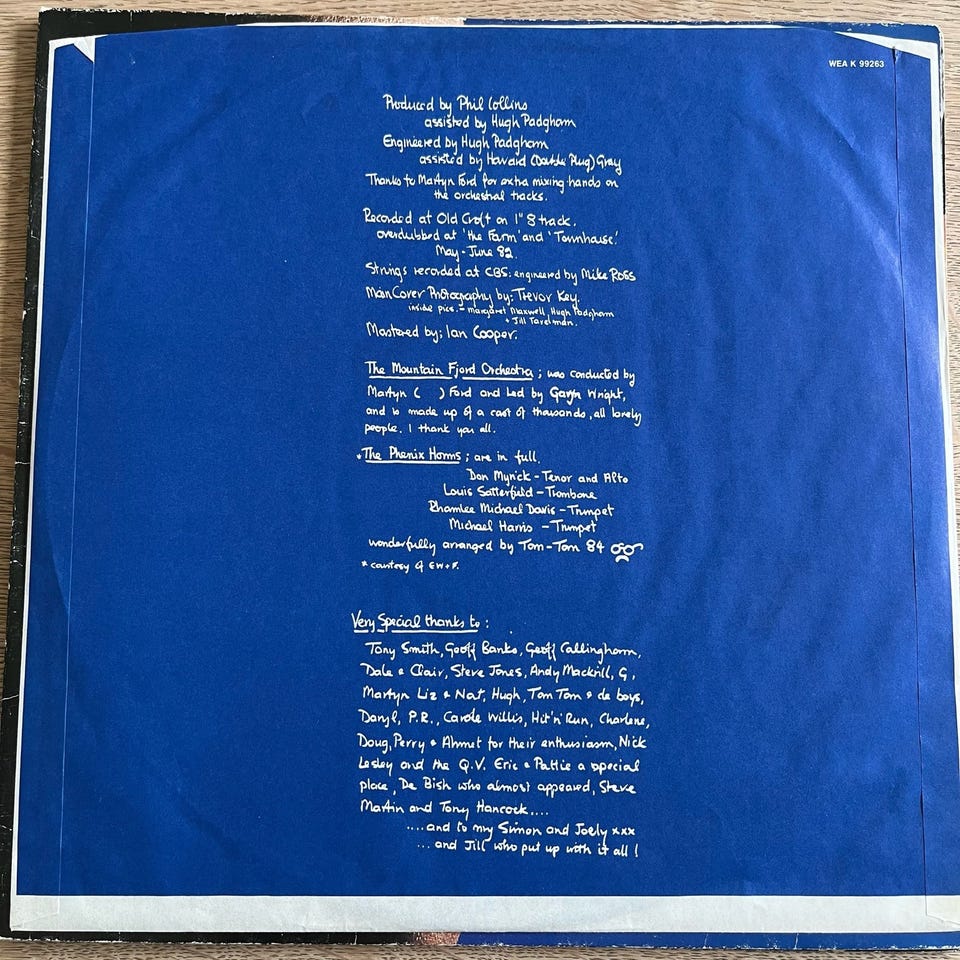 WEA K 99263
Produced by Phil Collins
assisted by Hugh Padgham
Engineered by Hugh Padgham
assisted by Howard (Double Plug) Gray
Thanks to Martyn Ford for extra mixing hands on
the orchestral tracks.
Recorded at Old Croft on 1" 8 track.
overdubbed at 'the Farm' and 'Townhouse'.
May-June 82.
Strings recorded at CBS: engineered by Mike Ross
Main Cover Photography by: Trevor Key.
inside pics. - Margaret Maxwell, Hugh Padgham
+ Jill Tavelman.
Mastered by; Ian Cooper.
The Mountain Fjord Orchestra; was conducted by
Martyn ( ) Ford and Led by Gavyn Wright,
and is made up of a cast of thousands, all lovely
people. I thank you all.
*The Phenix Horns; are in full.
Don Myrick - Tenor and Alto
Louis Satterfield - Trombone
Rhamlee Michael Davis - Trumpet
Michael Harris - Trumpet
wonderfully arranged by Tom-Tom 84
* courtesy of EW+F.
Very Special thanks to:
Tony Smith, Geoff Banks, Geoff Callingham,
Dale & Clair, Steve Jones, Andy Mackrill, G,
Martyn Liz & Nat, Hugh, Tom Tom & de boys,
Daryl, P.R., Carole Willis, Hit 'n' Run, Charlene,
Doug, Perry & Ahmet for their enthusiasm, Nick
Lesley and the Q.V. Eric & Pattie a special
place, De Bish who almost appeared, Steve
Martin and Tony Hancock....
....and to my Simon and Joely xxx
... and Jill who put up with it all!